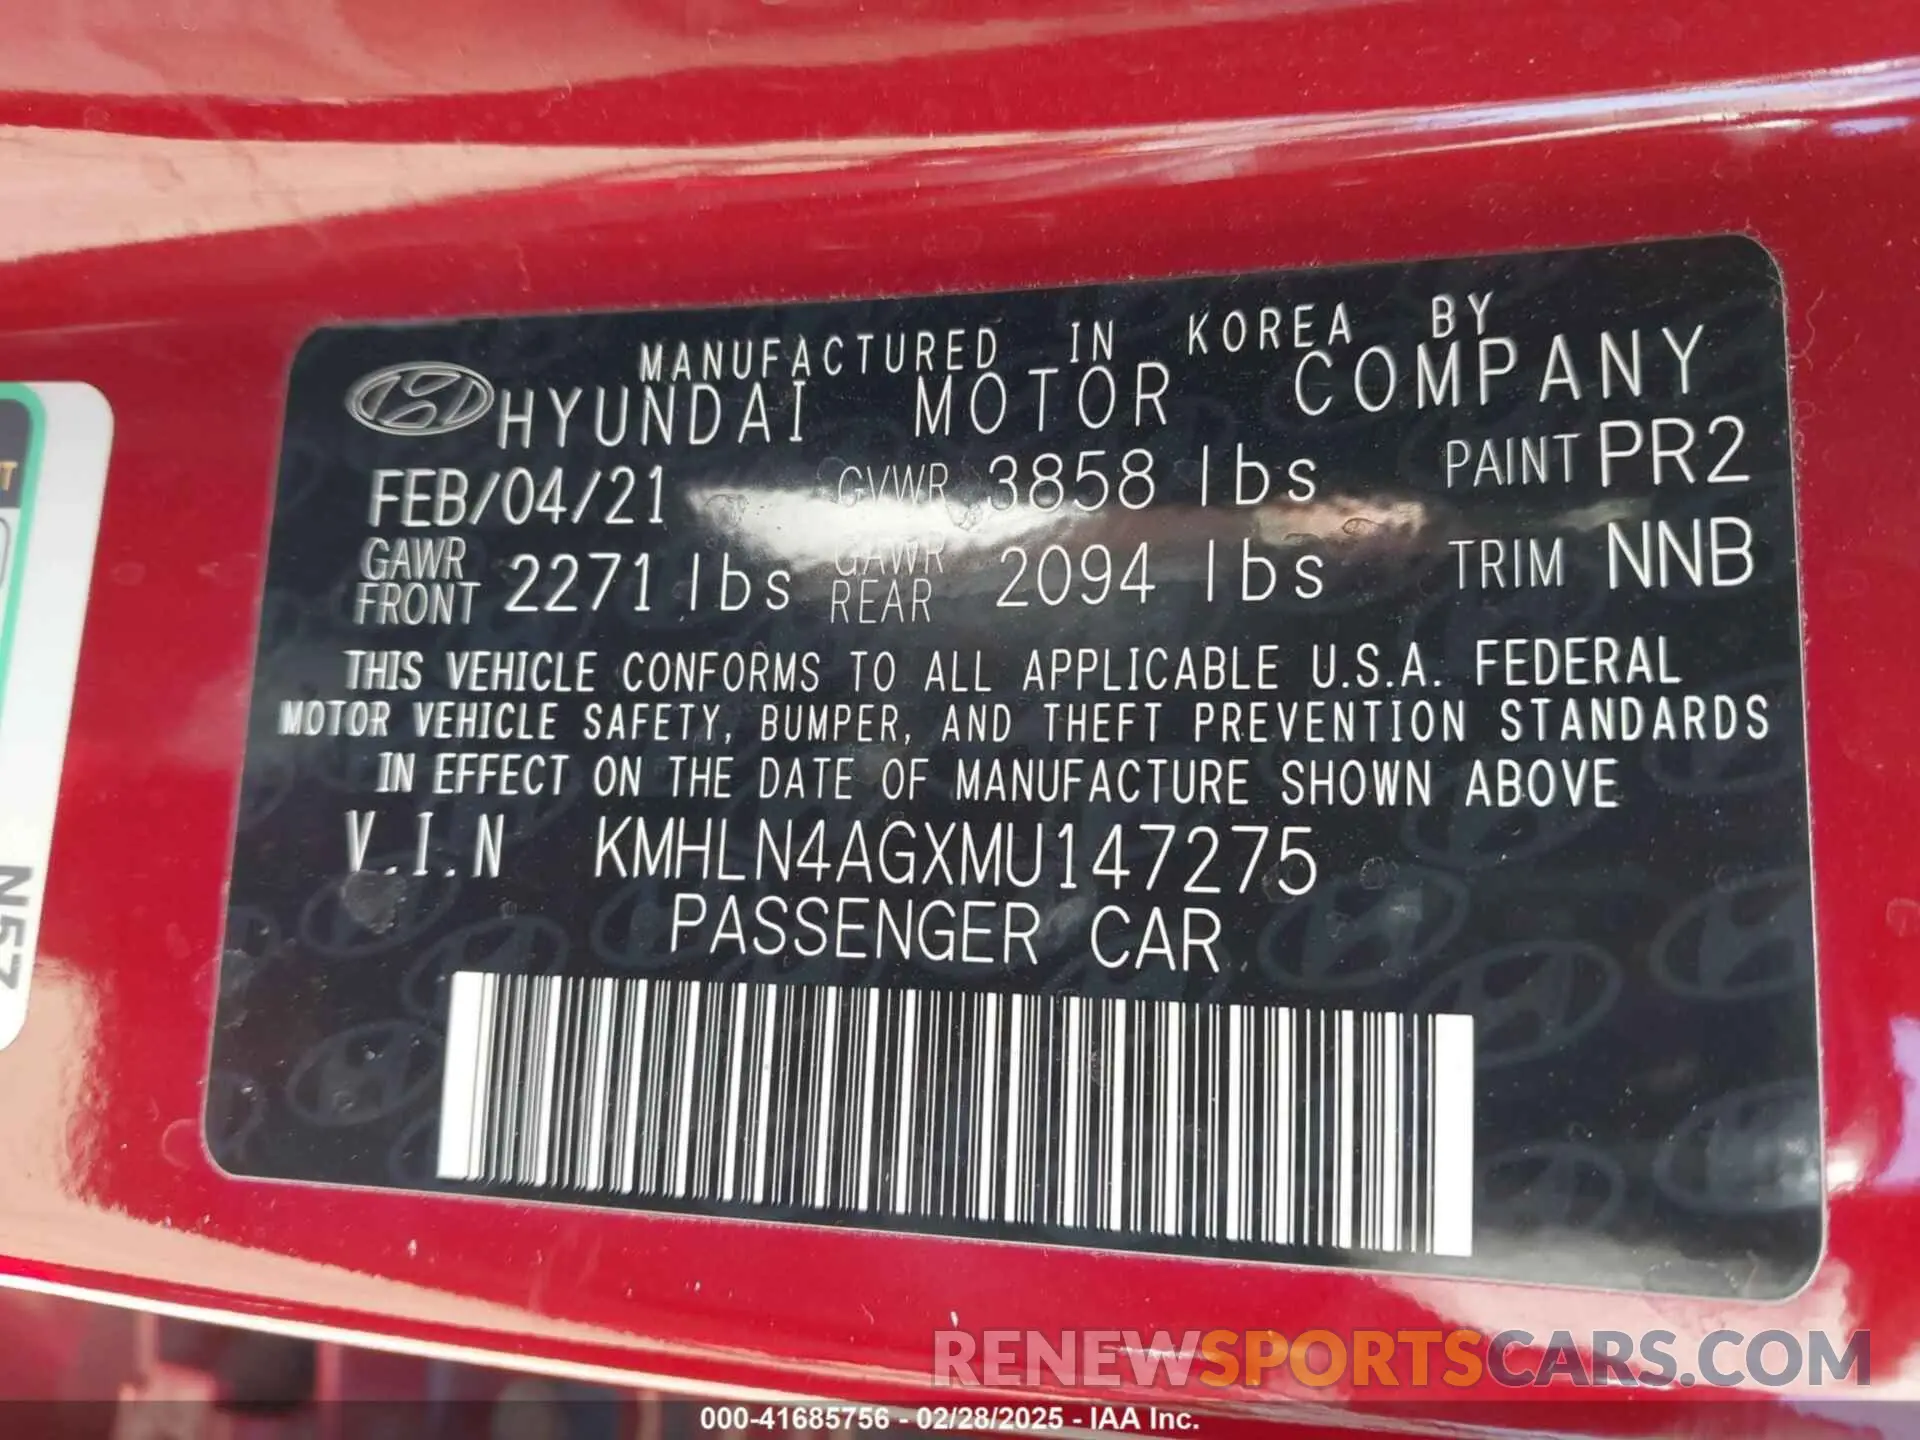 MANUFACTURED IN KOREA BY
HYUNDAI MOTOR COMPANY
FEB/04/21 GVWR 3858 lbs PAINT PR2
GAWR FRONT 2271 lbs GAWR REAR 2094 lbs TRIM NNB
THIS VEHICLE CONFORMS TO ALL APPLICABLE U.S.A. FEDERAL
MOTOR VEHICLE SAFETY, BUMPER, AND THEFT PREVENTION STANDARDS
IN EFFECT ON THE DATE OF MANUFACTURE SHOWN ABOVE
V.I.N KMHLN4AGXMU147275
PASSENGER CAR
N57
RENEWSPORTSCARS.COM
000-41685756 - 02/28/2025 - IAA Inc.